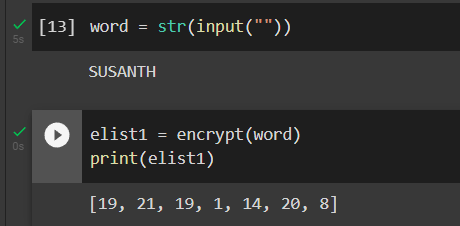 [13] word = str(input(""))
5s
SUSANTH
elist1 = encrypt(word)
0s
print(elist1)
[19, 21, 19, 1, 14, 20, 8]